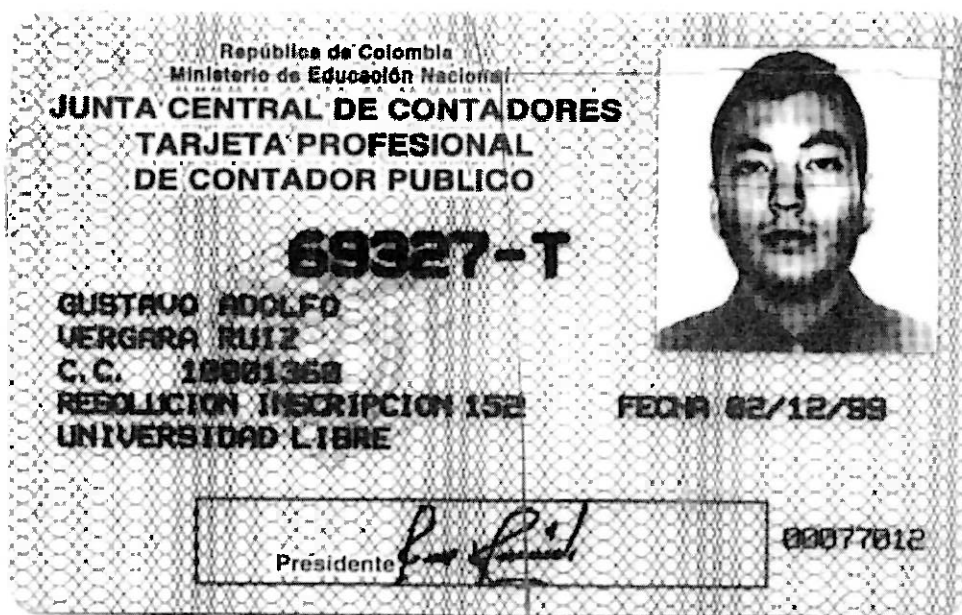 República de Colombia
Ministerio de Educación Nacional
JUNTA CENTRAL DE CONTADORES
TARJETA PROFESIONAL
DE CONTADOR PUBLICO
69327-T
GUSTAVO ADOLFO
VERGARA RUIZ
C.C. 10001360
RESOLUCION INSCRIPCION 152 FECHA 02/12/99
UNIVERSIDAD LIBRE
Presidente
00077012